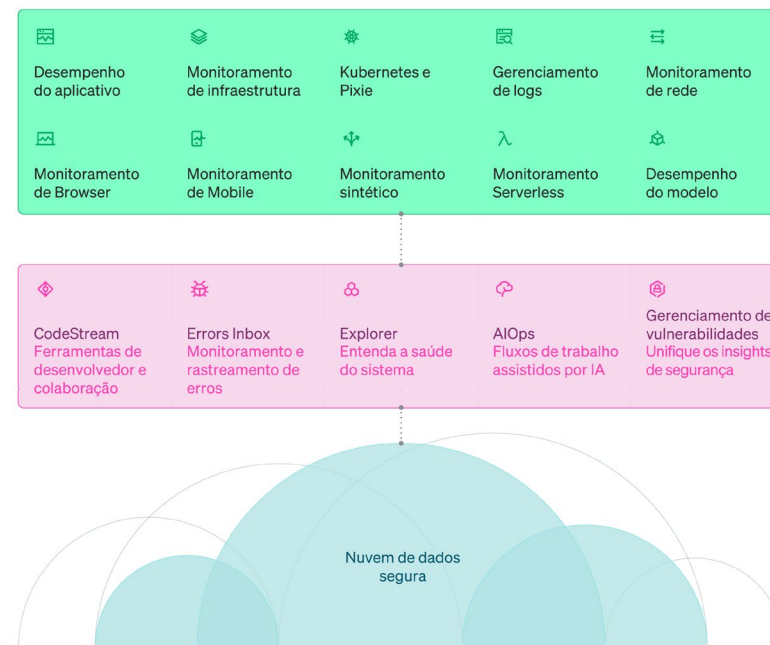 Desempenho
do aplicativo
Monitoramento
de infraestrutura
Kubernetes e
Pixie
Gerenciamento
de logs
Monitoramento
de rede
Monitoramento
de Browser
Monitoramento
de Mobile
Monitoramento
sintético
Monitoramento
Serverless
Desempenho
do modelo
CodeStream
Ferramentas de
desenvolvedor e
colaboração
Errors Inbox
Monitoramento e
rastreamento de
erros
Explorer
Entenda a saúde
do sistema
AIOps
Fluxos de trabalho
assistidos por IA
Gerenciamento de
vulnerabilidades
Unifique os insights
de segurança
Nuvem de dados
segura